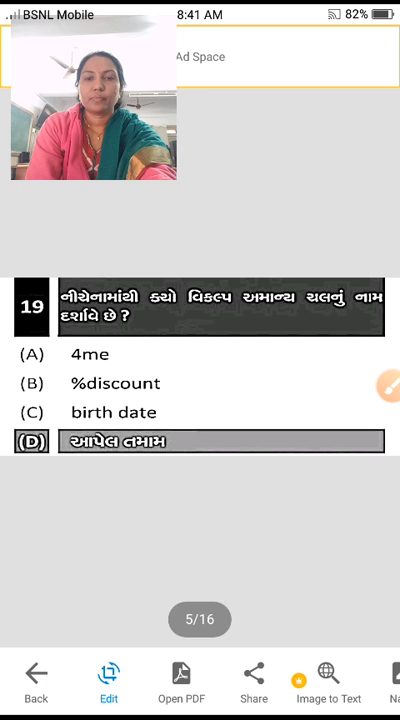 BSNL Mobile 8:41 AM 82%
Ad Space
19 નીચેનામાંથી ક્યો વિકલ્પ અમાન્ય ચલનું નામ
દર્શાવે છે ?
(A) 4me
(B) %discount
(C) birth date
(D) આપેલ તમામ
5/16
Back Edit Open PDF Share Image to Text Na